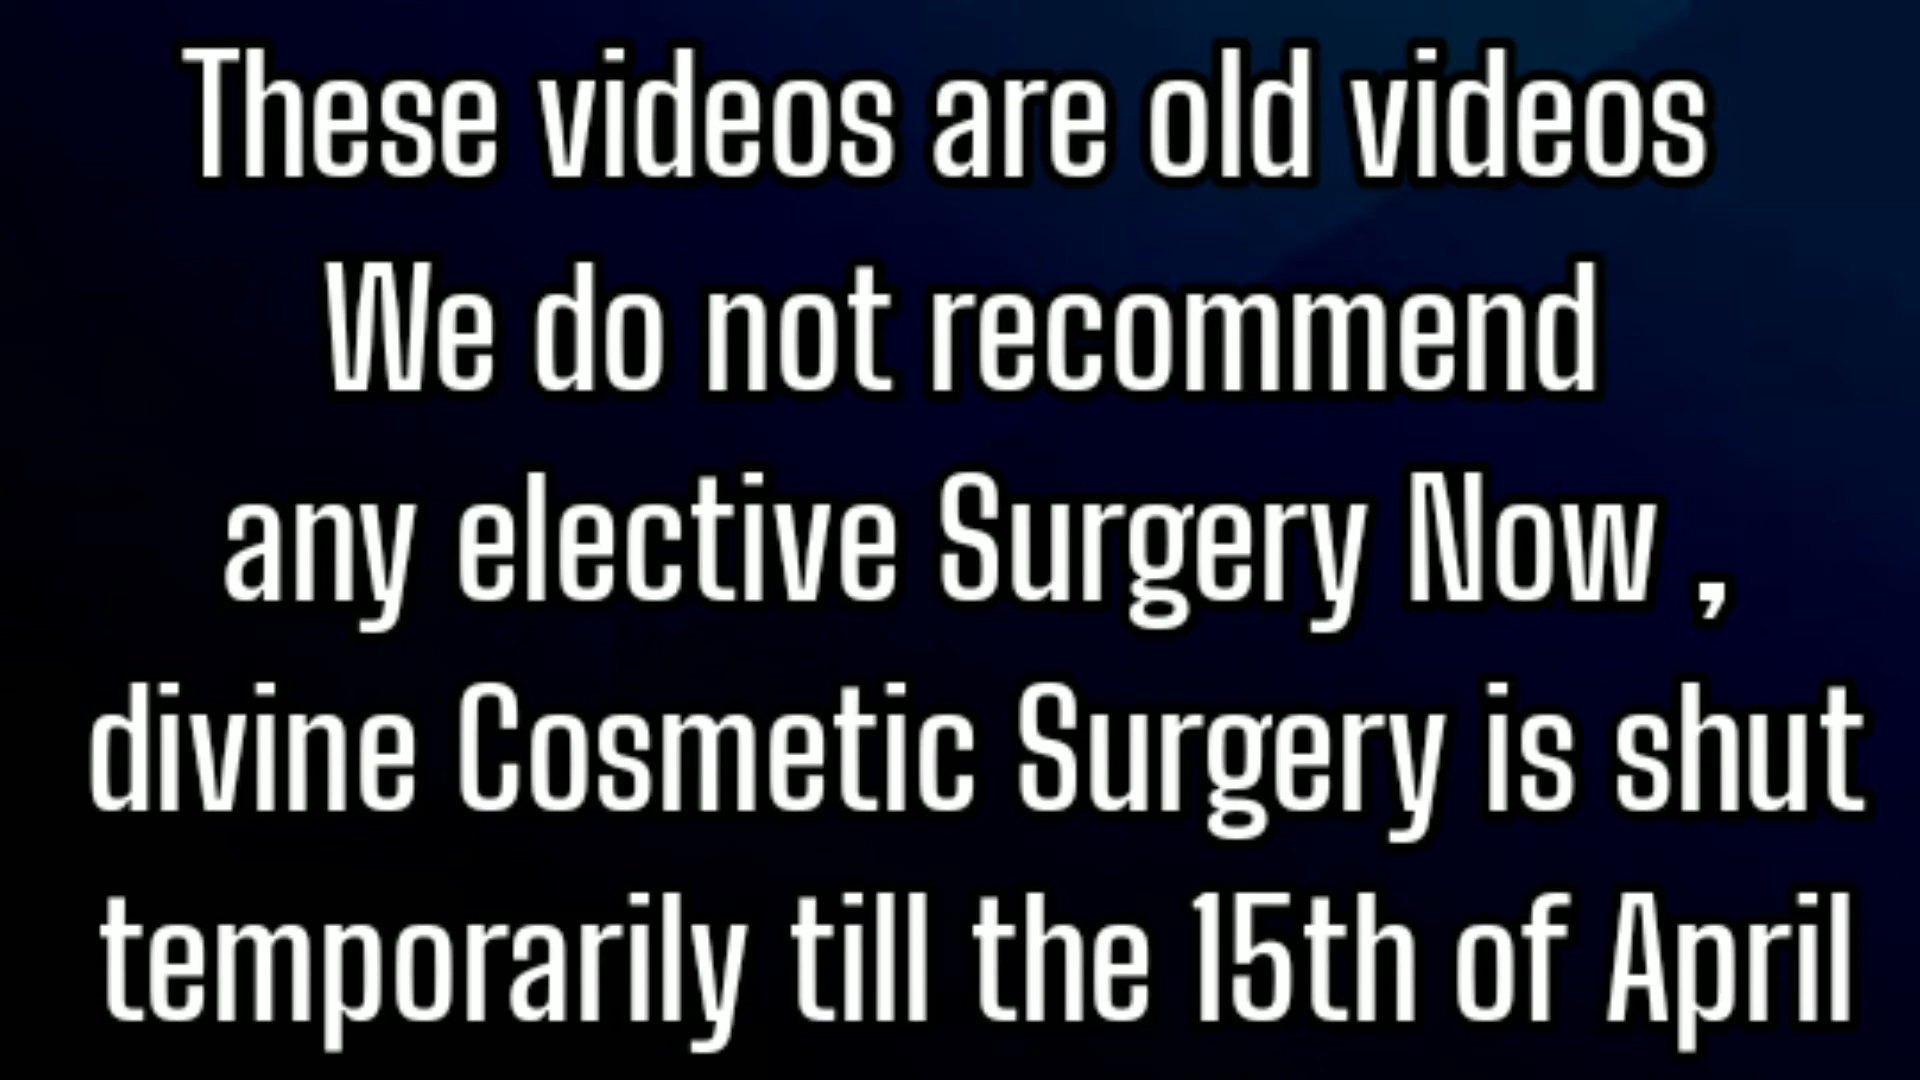 These videos are old videos
We do not recommend
any elective Surgery Now ,
divine Cosmetic Surgery is shut
temporarily till the 15th of April